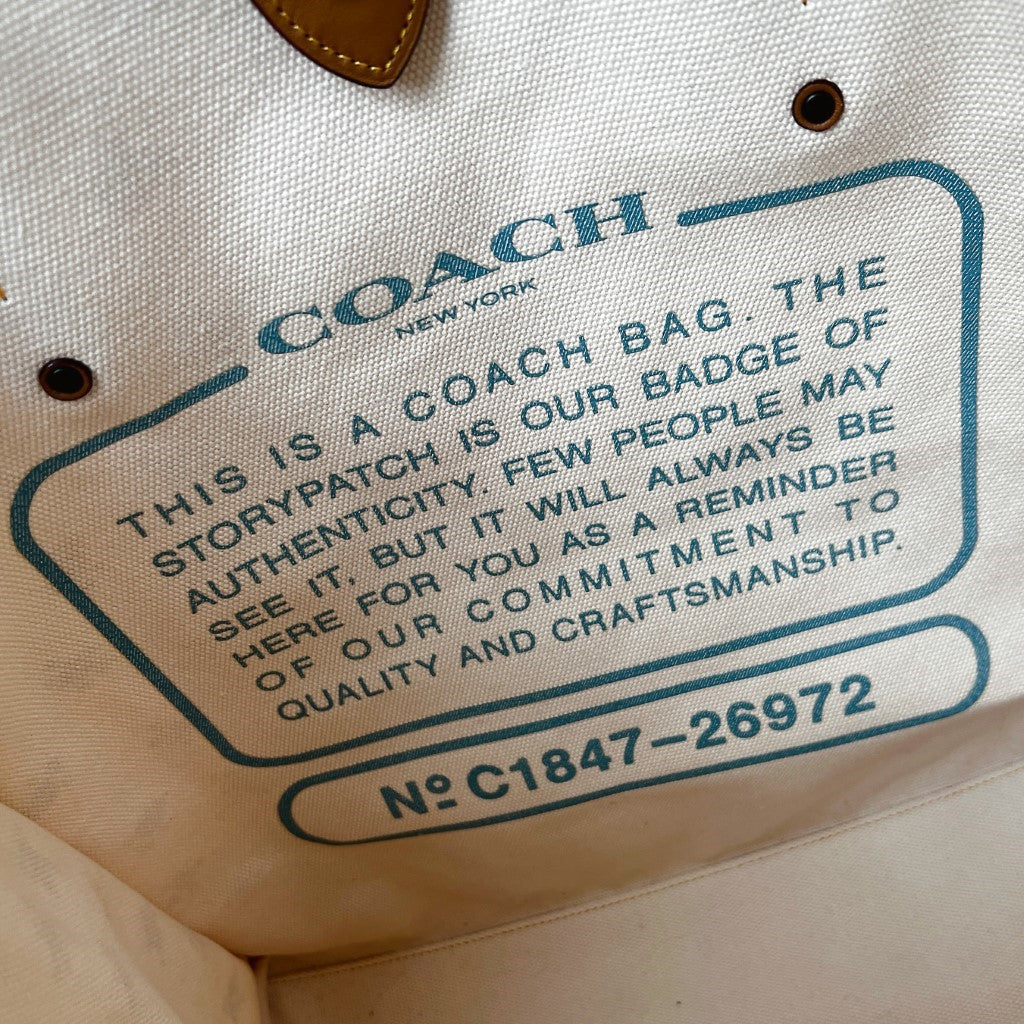 COACH
NEW YORK
THIS IS A COACH BAG. THE
STORYPATCH IS OUR BADGE OF
AUTHENTICITY. FEW PEOPLE MAY
SEE IT, BUT IT WILL ALWAYS BE
HERE FOR YOU AS A REMINDER
OF OUR COMMITMENT TO
QUALITY AND CRAFTSMANSHIP.
Nº C1847-26972